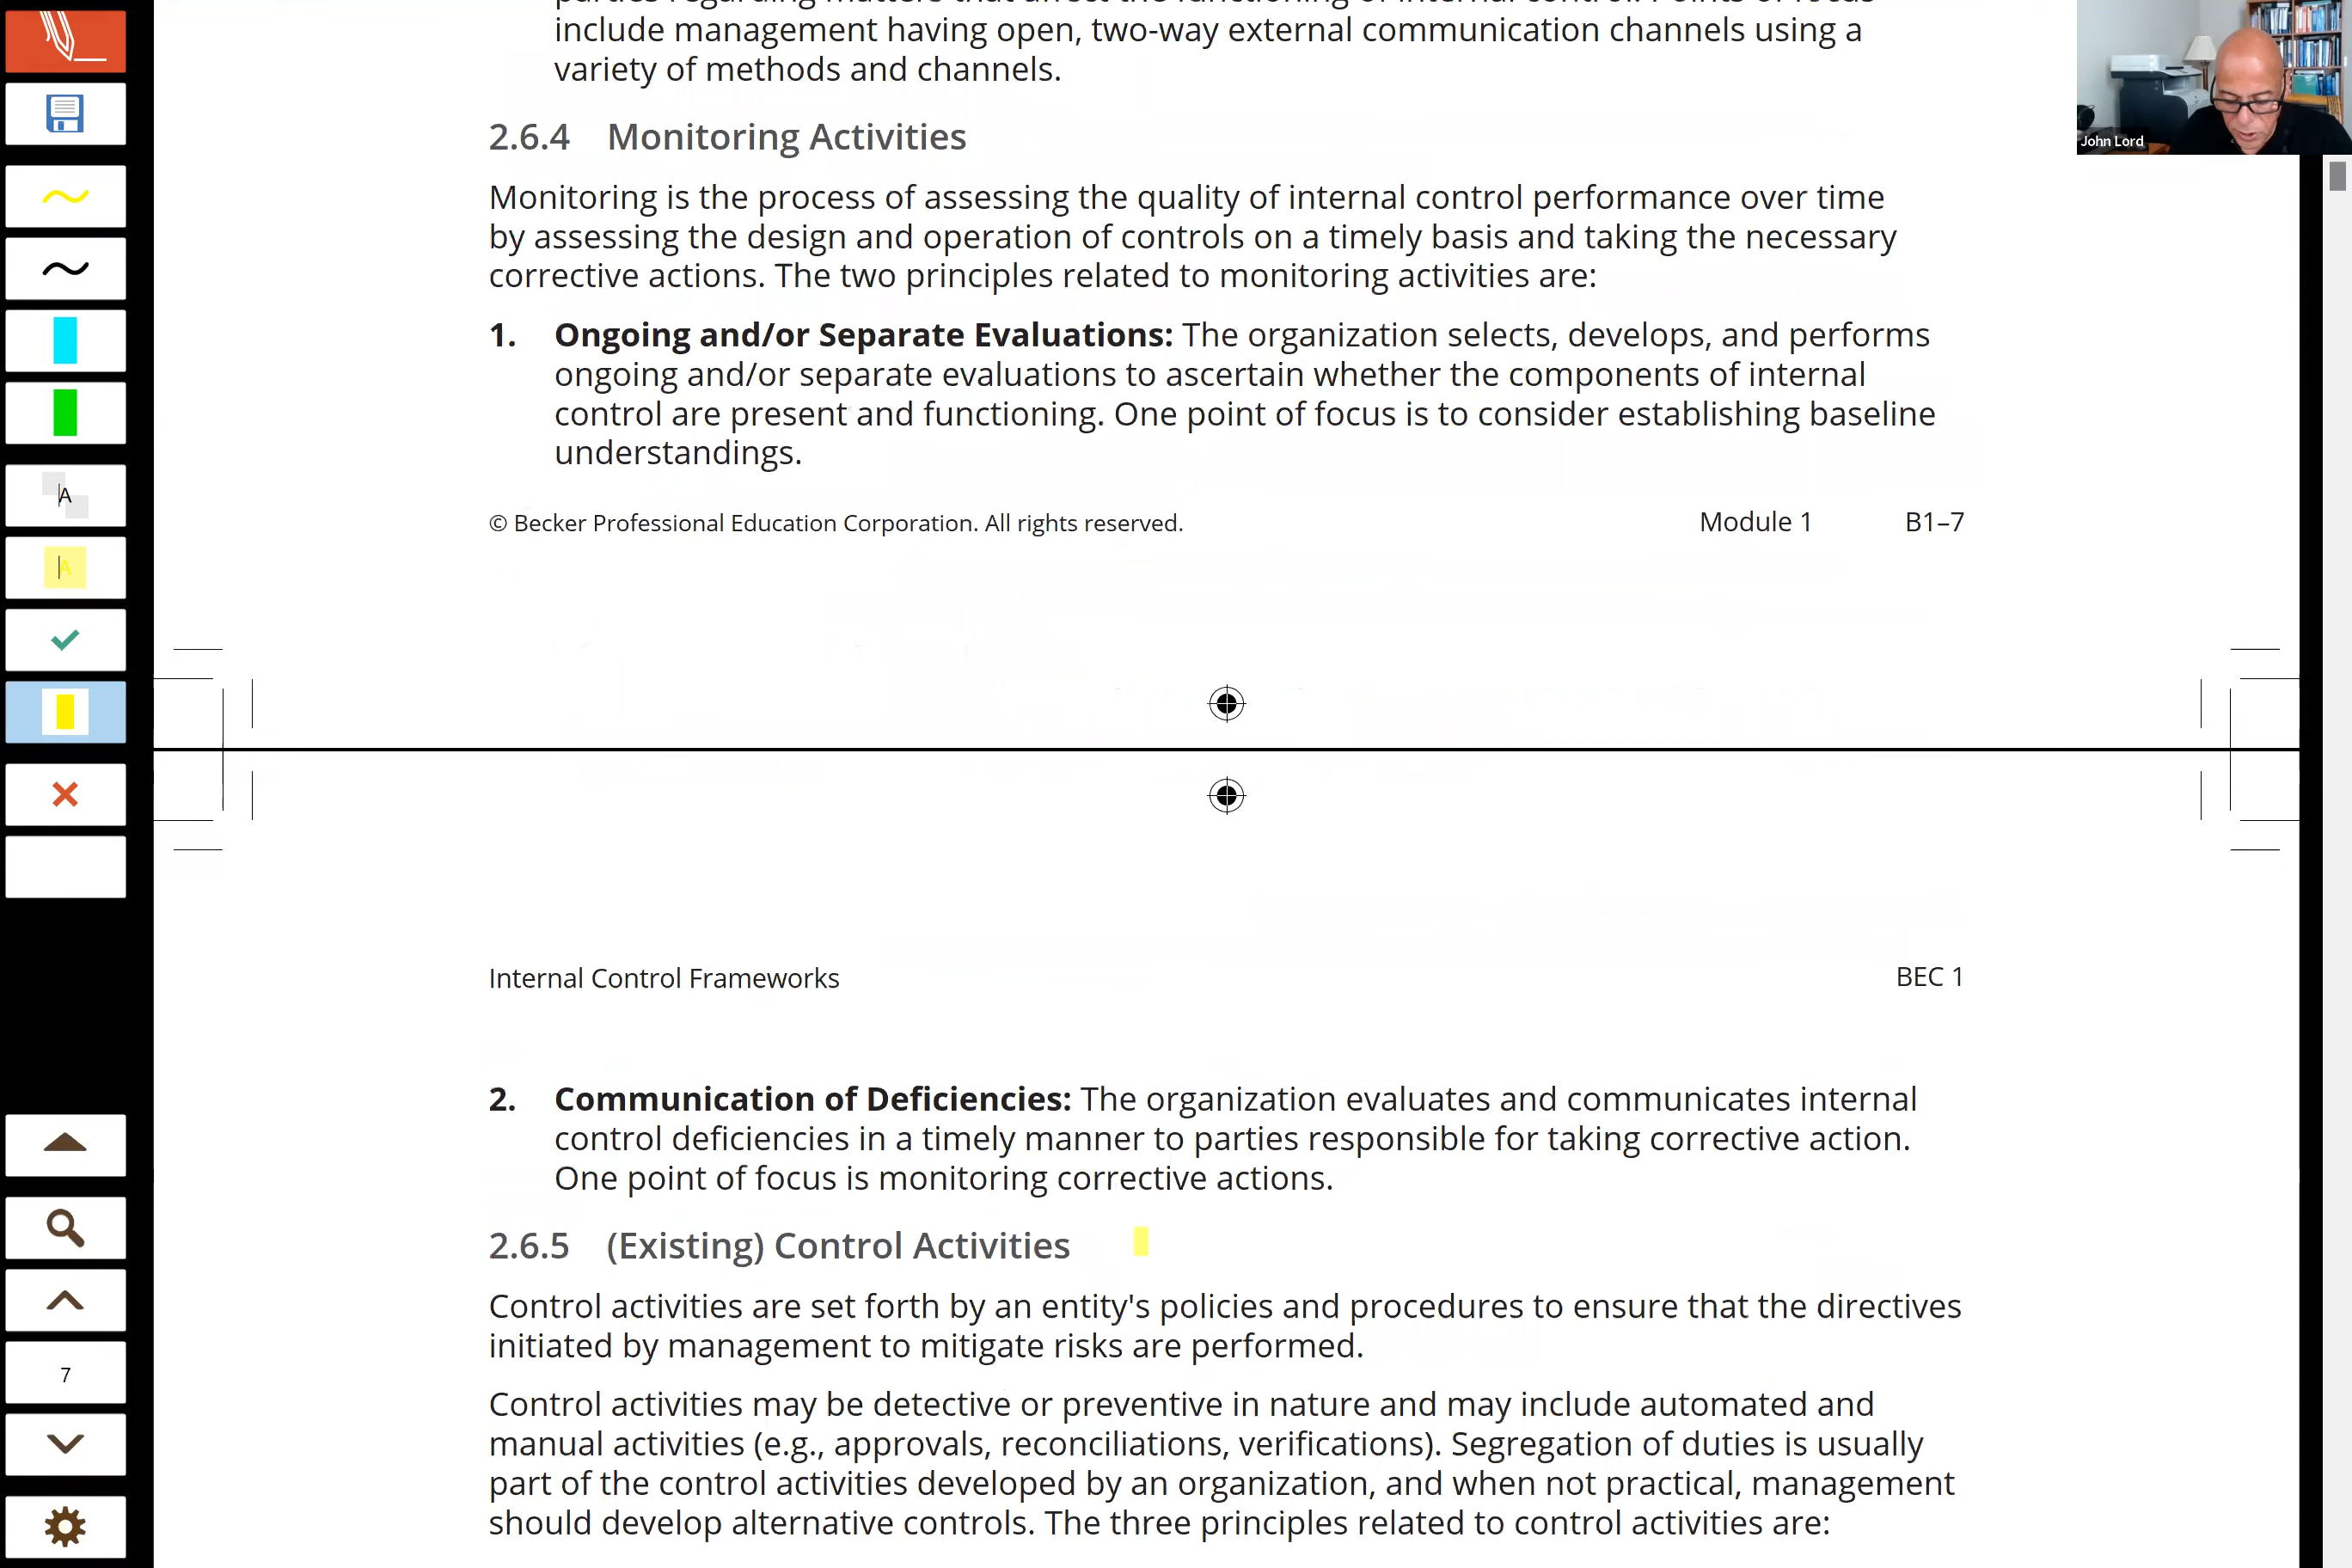 include management having open, two-way external communication channels using a
variety of methods and channels.
John Lord
2.6.4 Monitoring Activities
Monitoring is the process of assessing the quality of internal control performance over time
by assessing the design and operation of controls on a timely basis and taking the necessary
corrective actions. The two principles related to monitoring activities are:
1. Ongoing and/or Separate Evaluations: The organization selects, develops, and performs
ongoing and/or separate evaluations to ascertain whether the components of internal
control are present and functioning. One point of focus is to consider establishing baseline
understandings.
A
A
© Becker Professional Education Corporation. All rights reserved. Module 1 B1–7
Internal Control Frameworks BEC 1
2. Communication of Deficiencies: The organization evaluates and communicates internal
control deficiencies in a timely manner to parties responsible for taking corrective action.
One point of focus is monitoring corrective actions.
2.6.5 (Existing) Control Activities
Control activities are set forth by an entity's policies and procedures to ensure that the directives
initiated by management to mitigate risks are performed.
7
Control activities may be detective or preventive in nature and may include automated and
manual activities (e.g., approvals, reconciliations, verifications). Segregation of duties is usually
part of the control activities developed by an organization, and when not practical, management
should develop alternative controls. The three principles related to control activities are: